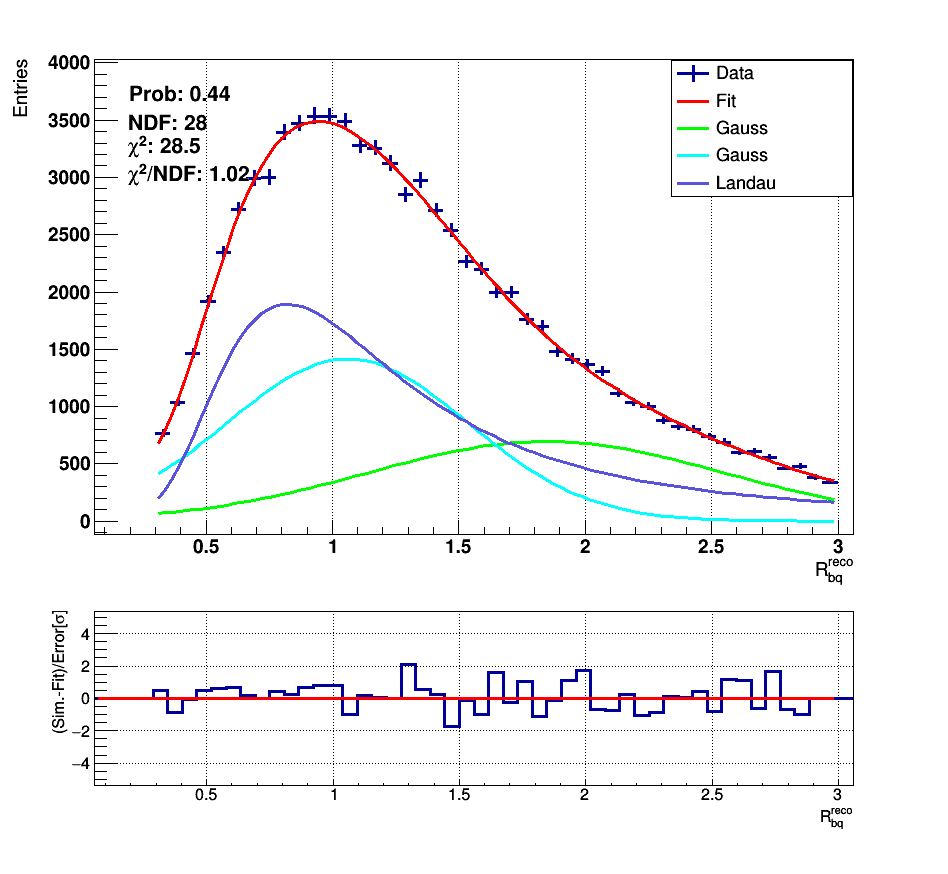 Entries
4000
3500
3000
2500
2000
1500
1000
500
0
Prob: 0.44
NDF: 28
χ²: 28.5
χ²/NDF: 1.02
Data
Fit
Gauss
Gauss
Landau
0.5 1 1.5 2 2.5 3
R_bq^reco
(Sim.-Fit)/Error[σ]
4
2
0
−2
−4
0.5 1 1.5 2 2.5 3
R_bq^reco